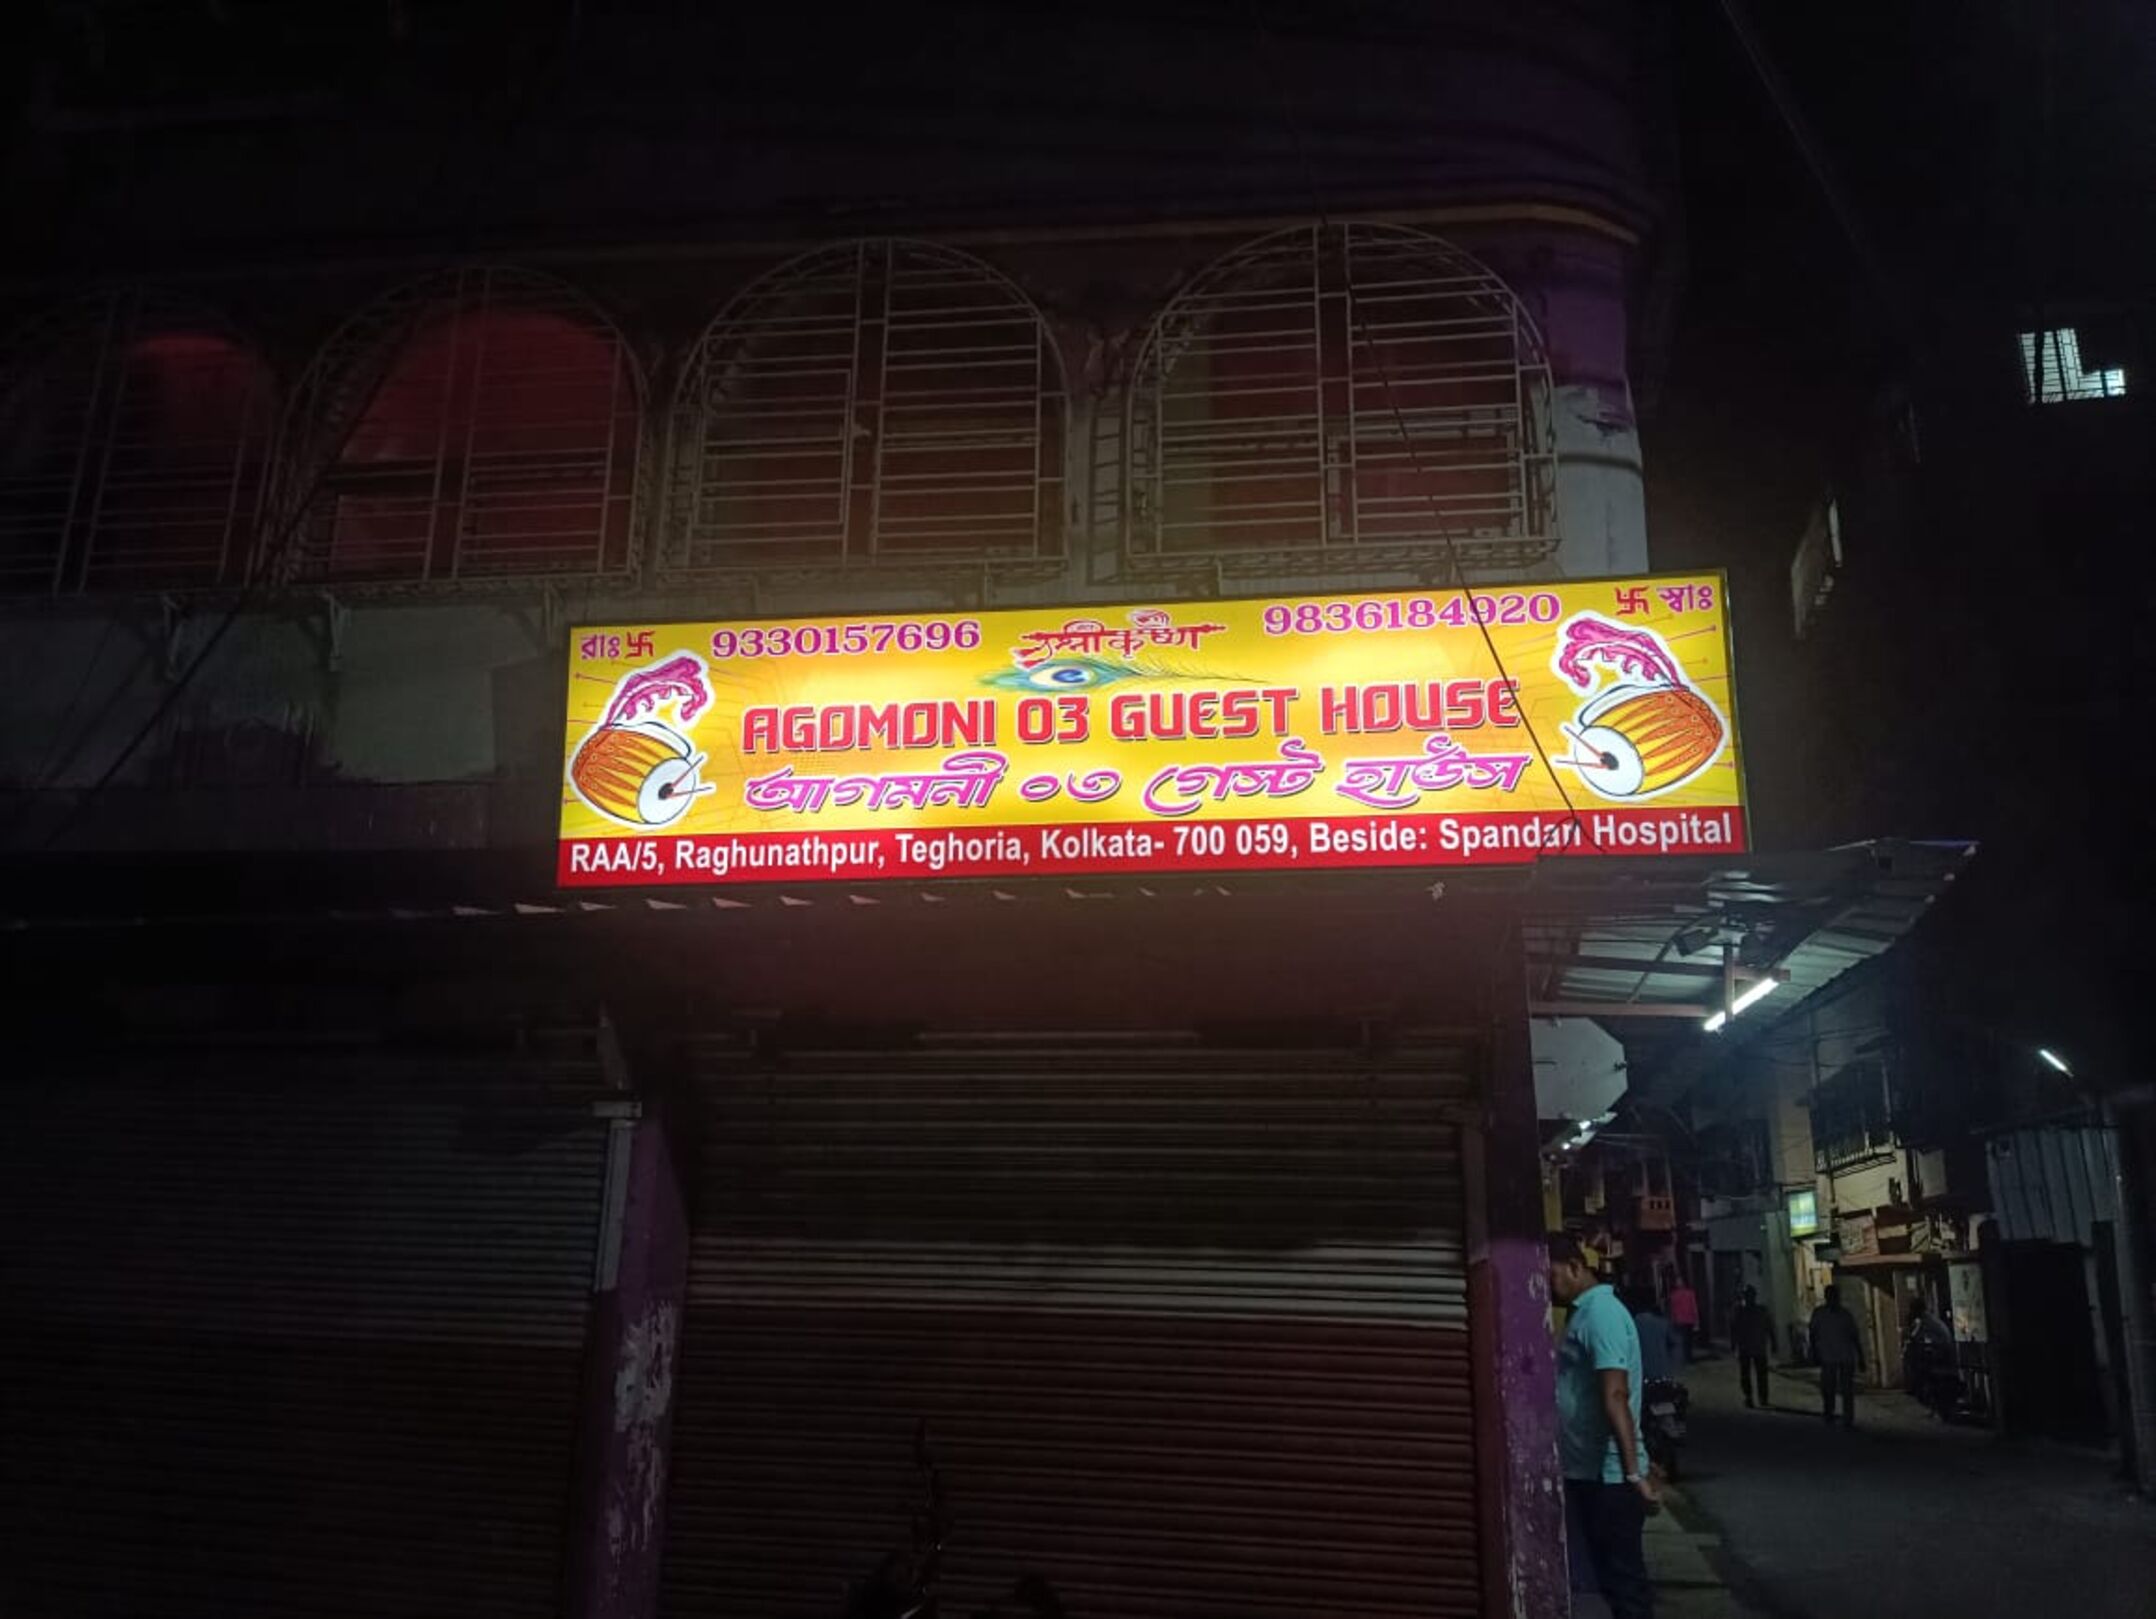 রাঃ 卐 9330157696 শ্রীকৃষ্ণ 9836184920 卐 স্বাঃ
AGOMONI 03 GUEST HOUSE
আগমনী ০৩ গেস্ট হাউস
RAA/5, Raghunathpur, Teghoria, Kolkata- 700 059, Beside: Spandan Hospital